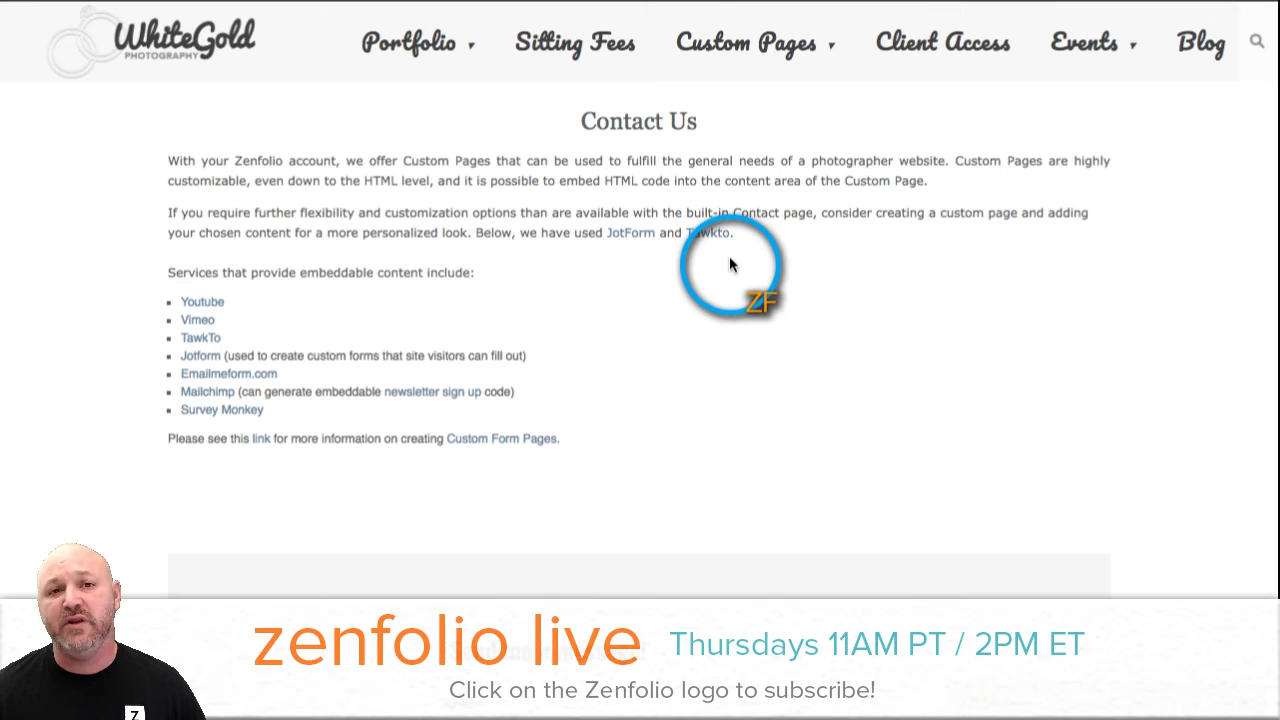 WhiteGold
PHOTOGRAPHY
Portfolio ▾ Sitting Fees Custom Pages ▾ Client Access Events ▾ Blog
Contact Us
With your Zenfolio account, we offer Custom Pages that can be used to fulfill the general needs of a photographer website. Custom Pages are highly
customizable, even down to the HTML level, and it is possible to embed HTML code into the content area of the Custom Page.
If you require further flexibility and customization options than are available with the built-in Contact page, consider creating a custom page and adding
your chosen content for a more personalized look. Below, we have used JotForm and Tawkto.
ZF
Services that provide embeddable content include:
Youtube
Vimeo
TawkTo
Jotform (used to create custom forms that site visitors can fill out)
Emailmeform.com
Mailchimp (can generate embeddable newsletter sign up code)
Survey Monkey
Please see this link for more information on creating Custom Form Pages.
zenfolio live Thursdays 11AM PT / 2PM ET
Click on the Zenfolio logo to subscribe!
Z